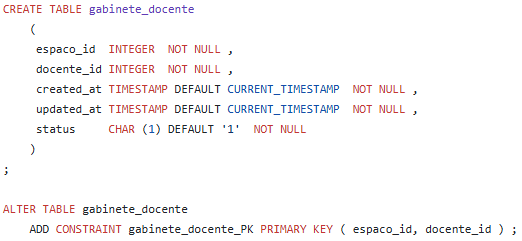 CREATE TABLE gabinete_docente
(
espaco_id INTEGER NOT NULL ,
docente_id INTEGER NOT NULL ,
created_at TIMESTAMP DEFAULT CURRENT_TIMESTAMP NOT NULL ,
updated_at TIMESTAMP DEFAULT CURRENT_TIMESTAMP NOT NULL ,
status CHAR (1) DEFAULT '1' NOT NULL
)
;
ALTER TABLE gabinete_docente
ADD CONSTRAINT gabinete_docente_PK PRIMARY KEY ( espaco_id, docente_id ) ;